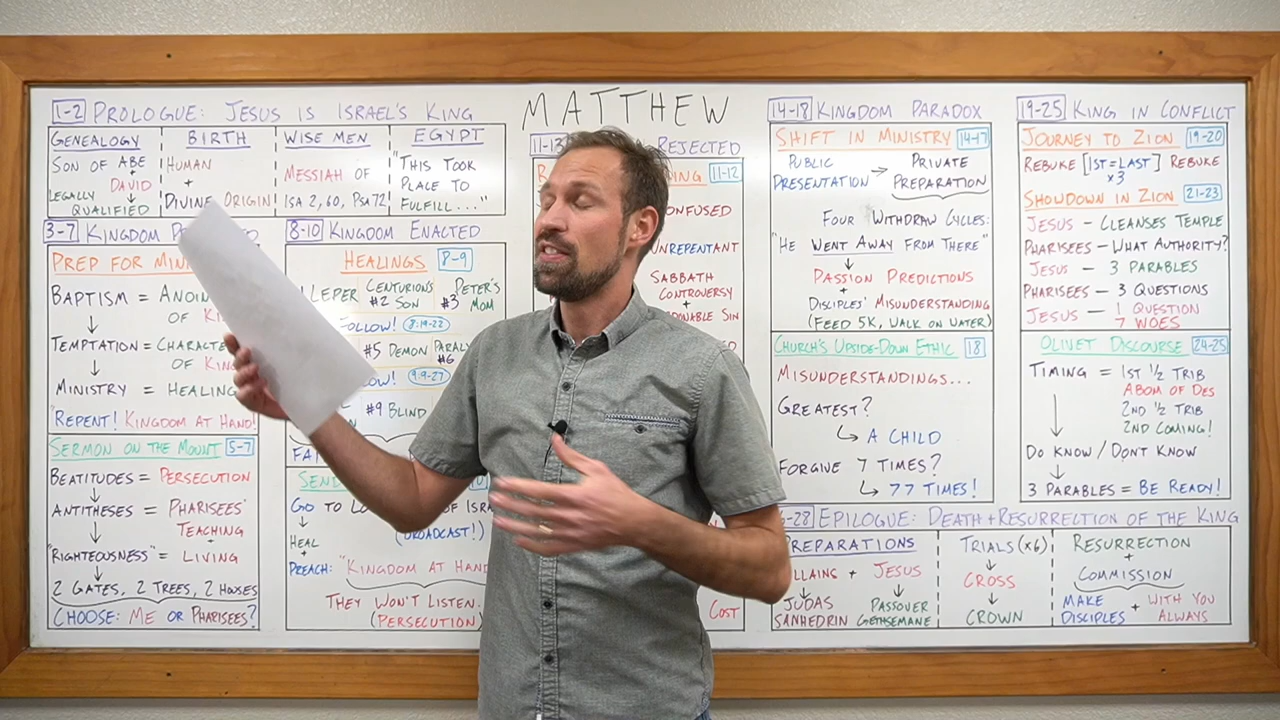 MATTHEW
1-2 PROLOGUE: JESUS IS ISRAEL'S KING
GENEALOGY
SON OF ABE
+
DAVID
LEGALLY QUALIFIED
BIRTH
HUMAN
+
DIVINE ORIGIN
WISE MEN
MESSIAH OF
ISA 2, 60, PSA 72
EGYPT
"THIS TOOK
PLACE TO
FULFILL..."
3-7 KINGDOM
PREP FOR
BAPTISM =
OF
TEMPTATION =
OF
MINISTRY = HEALING
"REPENT! KINGDOM AT HAND!
SERMON ON THE MOUNT 5-7
BEATITUDES = PERSECUTION
ANTITHESES = PHARISEES'
TEACHING
"RIGHTEOUSNESS" = LIVING
2 GATES, 2 TREES, 2 HOUSES
CHOOSE: ME OR PHARISEES?
8-10 KINGDOM ENACTED
HEALINGS 8-9
LEPER CENTURIONS #2 SON PETER'S #3 MOM
FOLLOW! 8:19-22
#5 DEMON #6
9:9-27
#9 BLIND
GO TO OF
(BROADCAST!)
HEAL
+
PREACH: "KINGDOM AT HAND
THEY WON'T LISTEN.
(PERSECUTION)
11-13 REJECTED
11-12
CONFUSED
UNREPENTANT
SABBATH
CONTROVERSY
+
SIN
COST
14-18 KINGDOM PARADOX
SHIFT IN MINISTRY 14-17
PUBLIC PRESENTATION → PRIVATE PREPARATION
FOUR WITHDRAW CYCLES:
"HE WENT AWAY FROM THERE"
PASSION PREDICTIONS
+
DISCIPLES' MISUNDERSTANDING
(FEED 5K, WALK ON WATER)
CHURCH'S UPSIDE-DOWN ETHIC 18
MISUNDERSTANDINGS...
GREATEST?
A CHILD
FORGIVE 7 TIMES?
77 TIMES!
19-25 KING IN CONFLICT
JOURNEY TO ZION 19-20
REBUKE [1ST=LAST] REBUKE
x3
SHOWDOWN IN ZION 21-23
JESUS - CLEANSES TEMPLE
PHARISEES - WHAT AUTHORITY?
JESUS - 3 PARABLES
PHARISEES - 3 QUESTIONS
JESUS - 1 QUESTION
7 WOES
OLIVET DISCOURSE 24-25
TIMING = 1ST ½ TRIB
ABOM OF DES
2ND ½ TRIB
2ND COMING!
DO KNOW / DON'T KNOW
3 PARABLES = BE READY!
-28 EPILOGUE: DEATH + RESURRECTION OF THE KING
PREPARATIONS
+ JESUS
JUDAS SANHEDRIN
PASSOVER GETHSEMANE
TRIALS (x6)
CROSS
CROWN
RESURRECTION
+
COMMISSION
MAKE DISCIPLES + WITH YOU ALWAYS